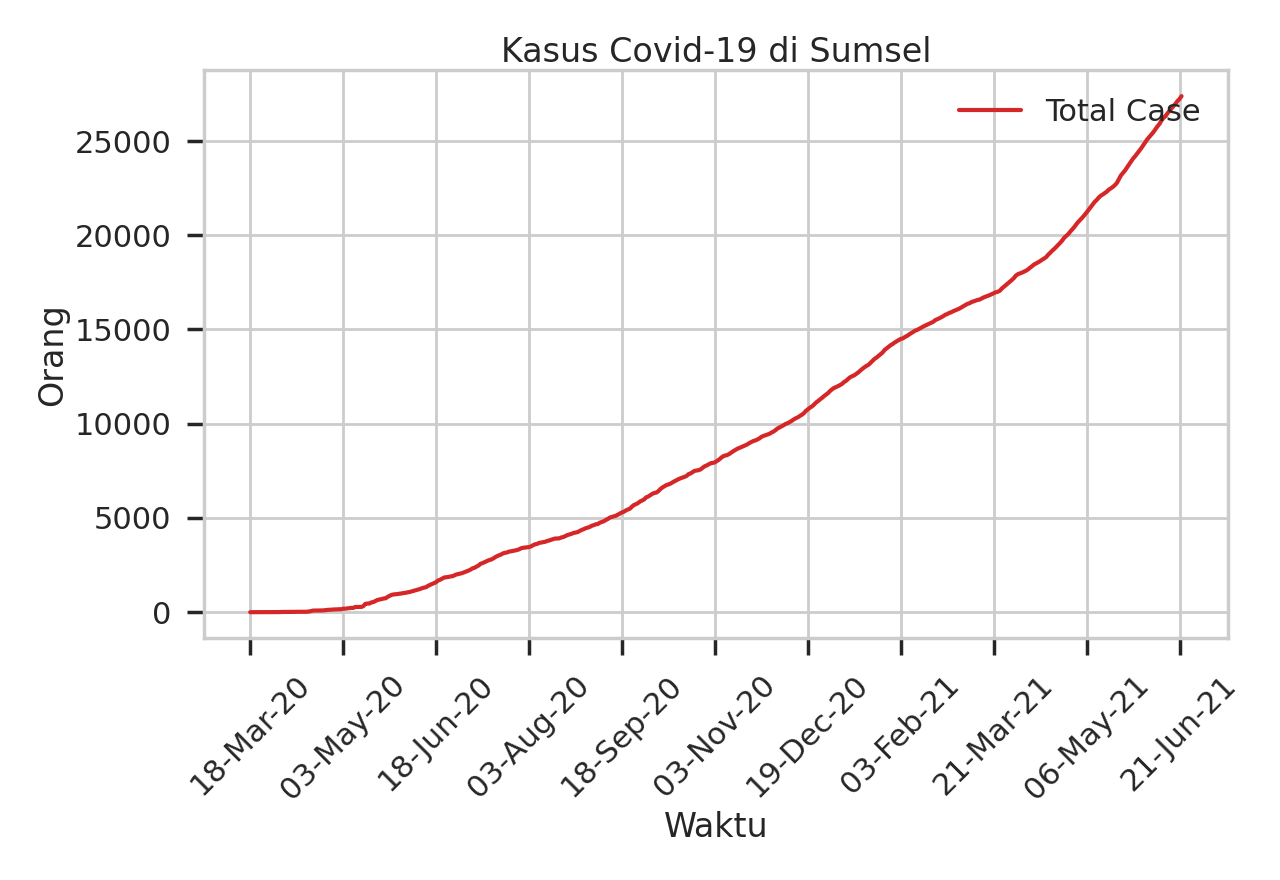 Kasus Covid-19 di Sumsel
Total Case
Orang
25000
20000
15000
10000
5000
0
18-Mar-20
03-May-20
18-Jun-20
03-Aug-20
18-Sep-20
03-Nov-20
19-Dec-20
03-Feb-21
21-Mar-21
06-May-21
21-Jun-21
Waktu